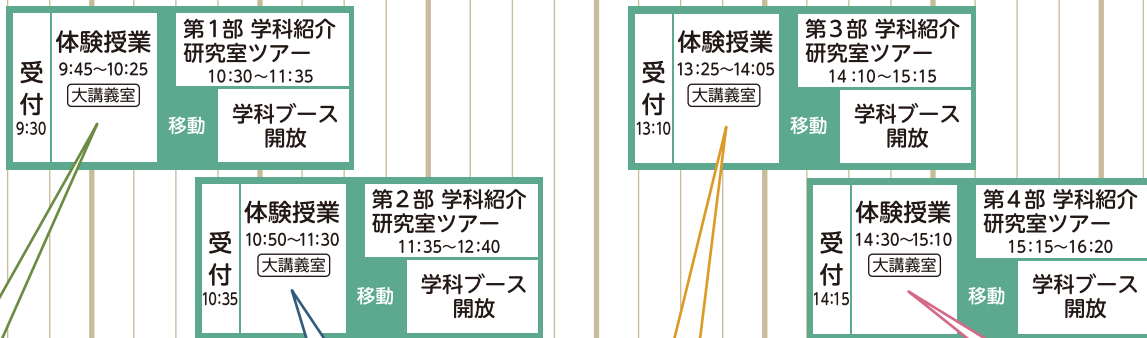 受付
9:30
体験授業
9:45～10:25
大講義室
移動
第1部 学科紹介
研究室ツアー
10:30～11:35
学科ブース
開放
受付
10:35
体験授業
10:50～11:30
大講義室
移動
第2部 学科紹介
研究室ツアー
11:35～12:40
学科ブース
開放
受付
13:10
体験授業
13:25～14:05
大講義室
移動
第3部 学科紹介
研究室ツアー
14:10～15:15
学科ブース
開放
受付
14:15
体験授業
14:30～15:10
大講義室
移動
第4部 学科紹介
研究室ツアー
15:15～16:20
学科ブース
開放